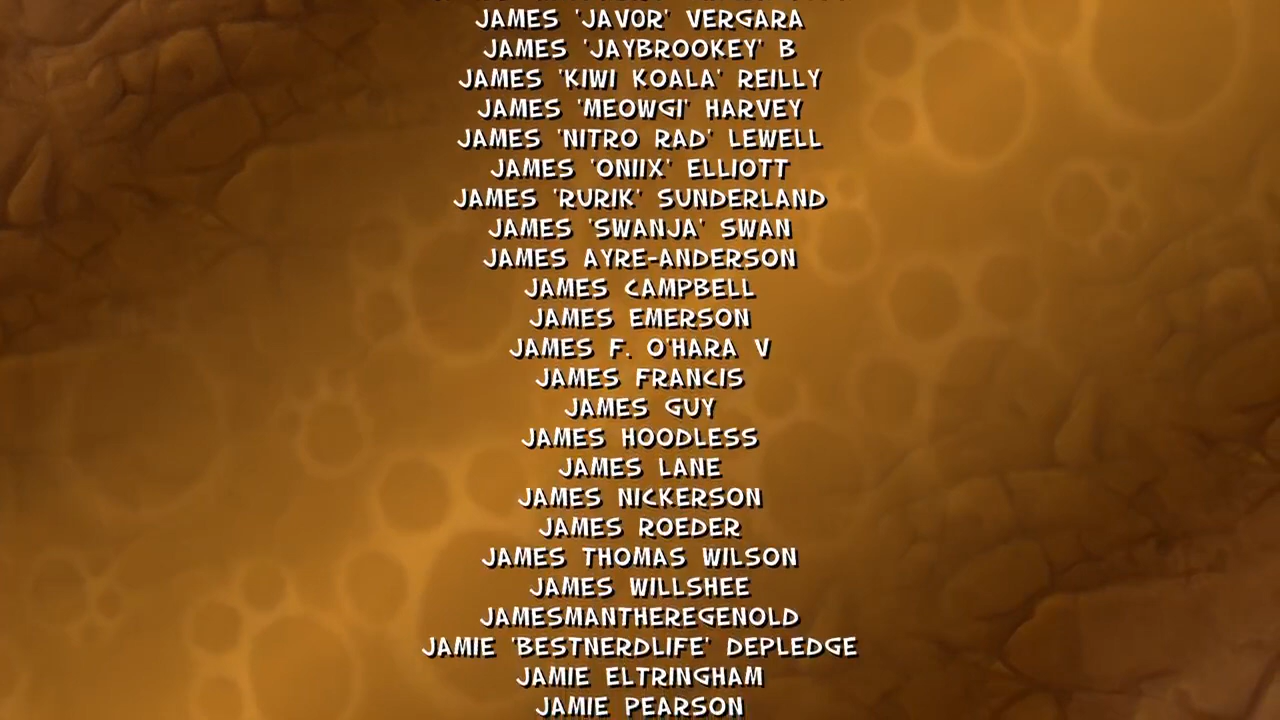 JAMES 'JAVOR' VERGARA
JAMES 'JAYBROOKEY' B
JAMES 'KIWI KOALA' REILLY
JAMES 'MEOWGI' HARVEY
JAMES 'NITRO RAD' LEWELL
JAMES 'ONIIX' ELLIOTT
JAMES 'RURIK' SUNDERLAND
JAMES 'SWANJA' SWAN
JAMES AYRE-ANDERSON
JAMES CAMPBELL
JAMES EMERSON
JAMES F. O'HARA V
JAMES FRANCIS
JAMES GUY
JAMES HOODLESS
JAMES LANE
JAMES NICKERSON
JAMES ROEDER
JAMES THOMAS WILSON
JAMES WILLSHEE
JAMESMANTHEREGENOLD
JAMIE 'BESTNERDLIFE' DEPLEDGE
JAMIE ELTRINGHAM
JAMIE PEARSON